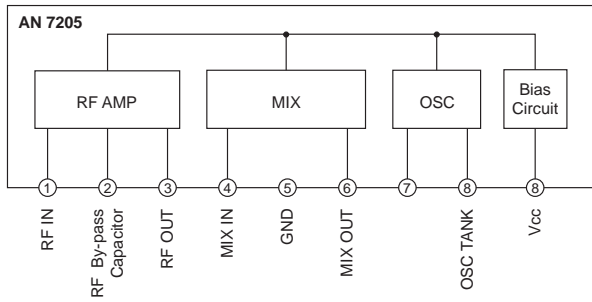 AN 7205
RF AMP
MIX
OSC
Bias
Circuit
1
2
3
4
5
6
7
8
8
RF IN
RF By-pass
Capacitor
RF OUT
MIX IN
GND
MIX OUT
OSC TANK
Vcc